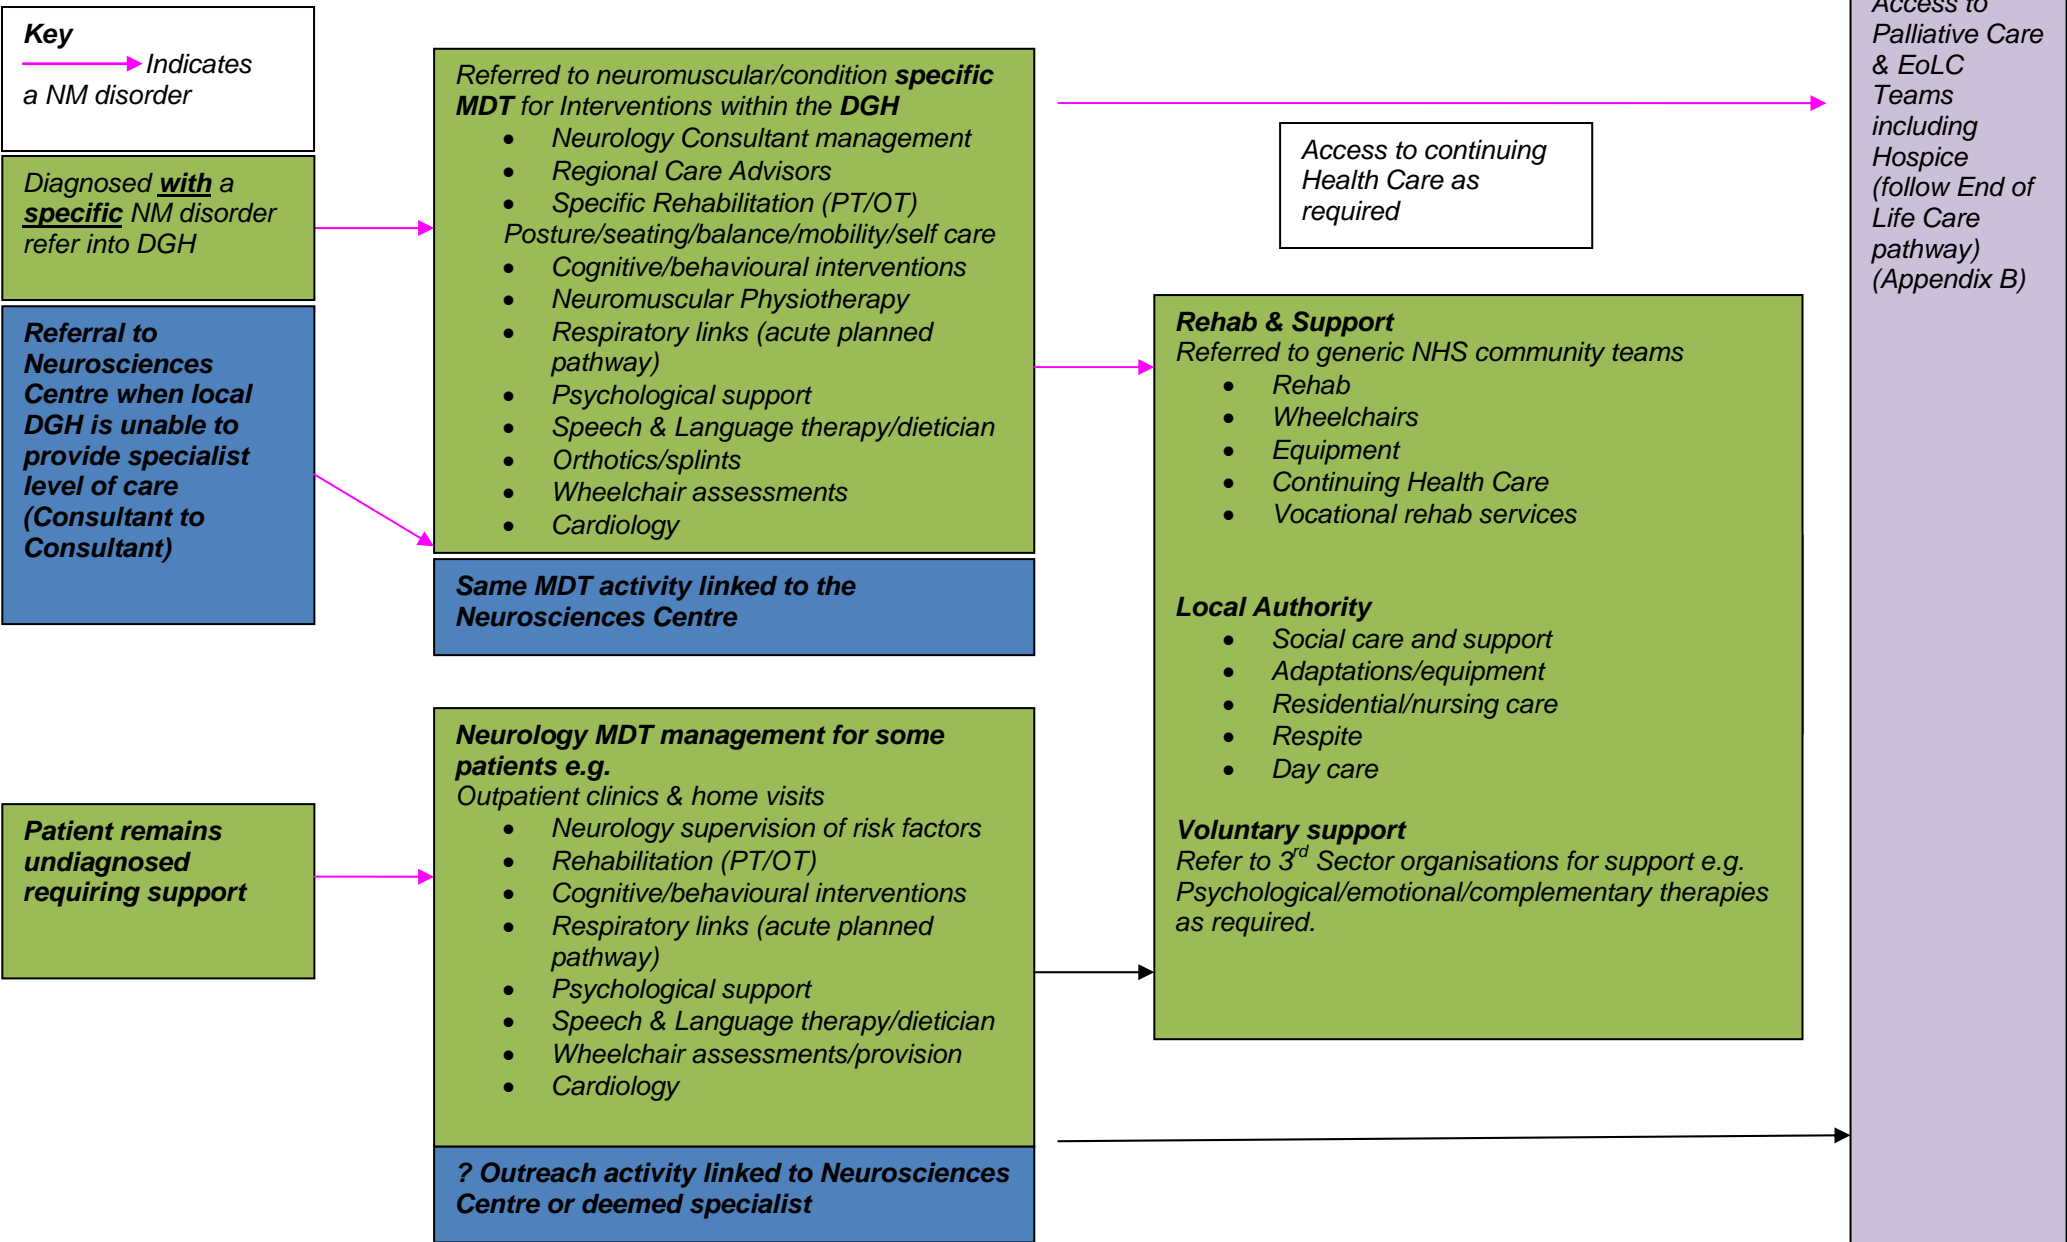 Key
Indicates
a NM disorder
Diagnosed with a
specific NM disorder
refer into DGH
Referral to
Neurosciences
Centre when local
DGH is unable to
provide specialist
level of care
(Consultant to
Consultant)
Patient remains
undiagnosed
requiring support
Referred to neuromuscular/condition specific
MDT for Interventions within the DGH
• Neurology Consultant management
• Regional Care Advisors
• Specific Rehabilitation (PT/OT)
Posture/seating/balance/mobility/self care
• Cognitive/behavioural interventions
• Neuromuscular Physiotherapy
• Respiratory links (acute planned
pathway)
• Psychological support
• Speech & Language therapy/dietician
• Orthotics/splints
• Wheelchair assessments
• Cardiology
Same MDT activity linked to the
Neurosciences Centre
Neurology MDT management for some
patients e.g.
Outpatient clinics & home visits
• Neurology supervision of risk factors
• Rehabilitation (PT/OT)
• Cognitive/behavioural interventions
• Respiratory links (acute planned
pathway)
• Psychological support
• Speech & Language therapy/dietician
• Wheelchair assessments/provision
• Cardiology
? Outreach activity linked to Neurosciences
Centre or deemed specialist
Access to continuing
Health Care as
required
Rehab & Support
Referred to generic NHS community teams
• Rehab
• Wheelchairs
• Equipment
• Continuing Health Care
• Vocational rehab services
Local Authority
• Social care and support
• Adaptations/equipment
• Residential/nursing care
• Respite
• Day care
Voluntary support
Refer to 3rd Sector organisations for support e.g.
Psychological/emotional/complementary therapies
as required.
Access to
Palliative Care
& EoLC
Teams
including
Hospice
(follow End of
Life Care
pathway)
(Appendix B)